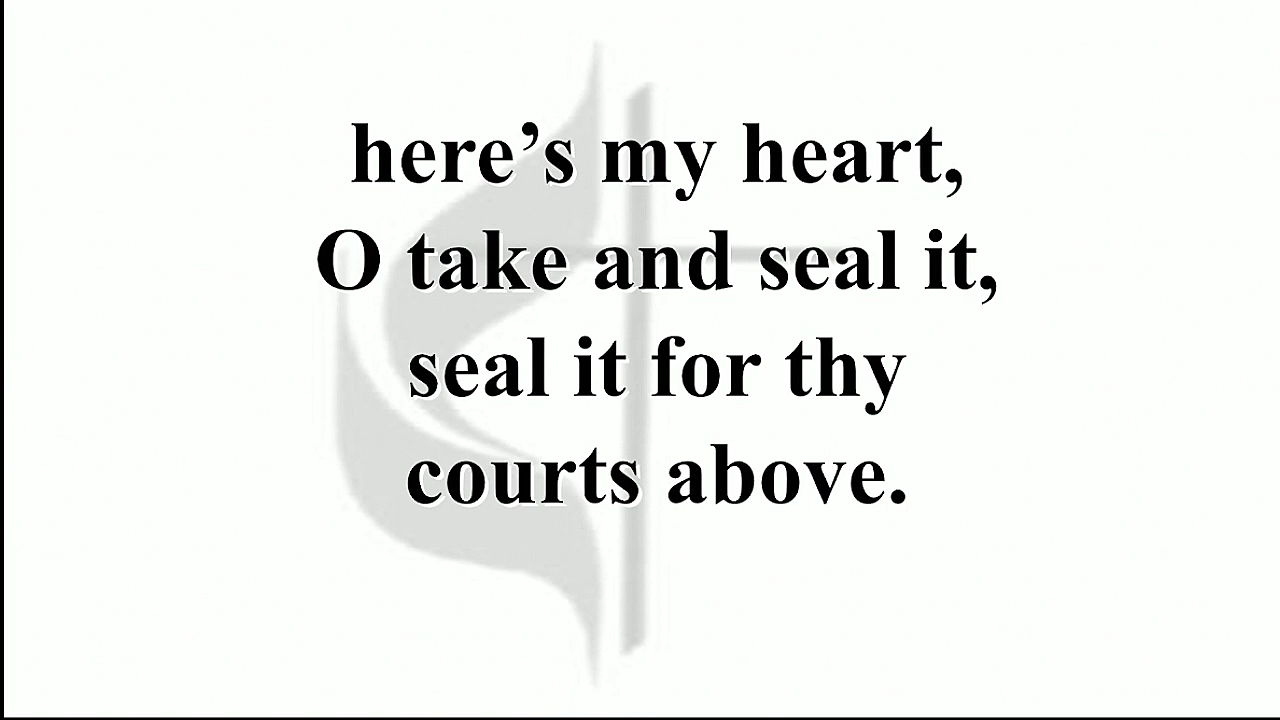 here’s my heart,
O take and seal it,
seal it for thy
courts above.